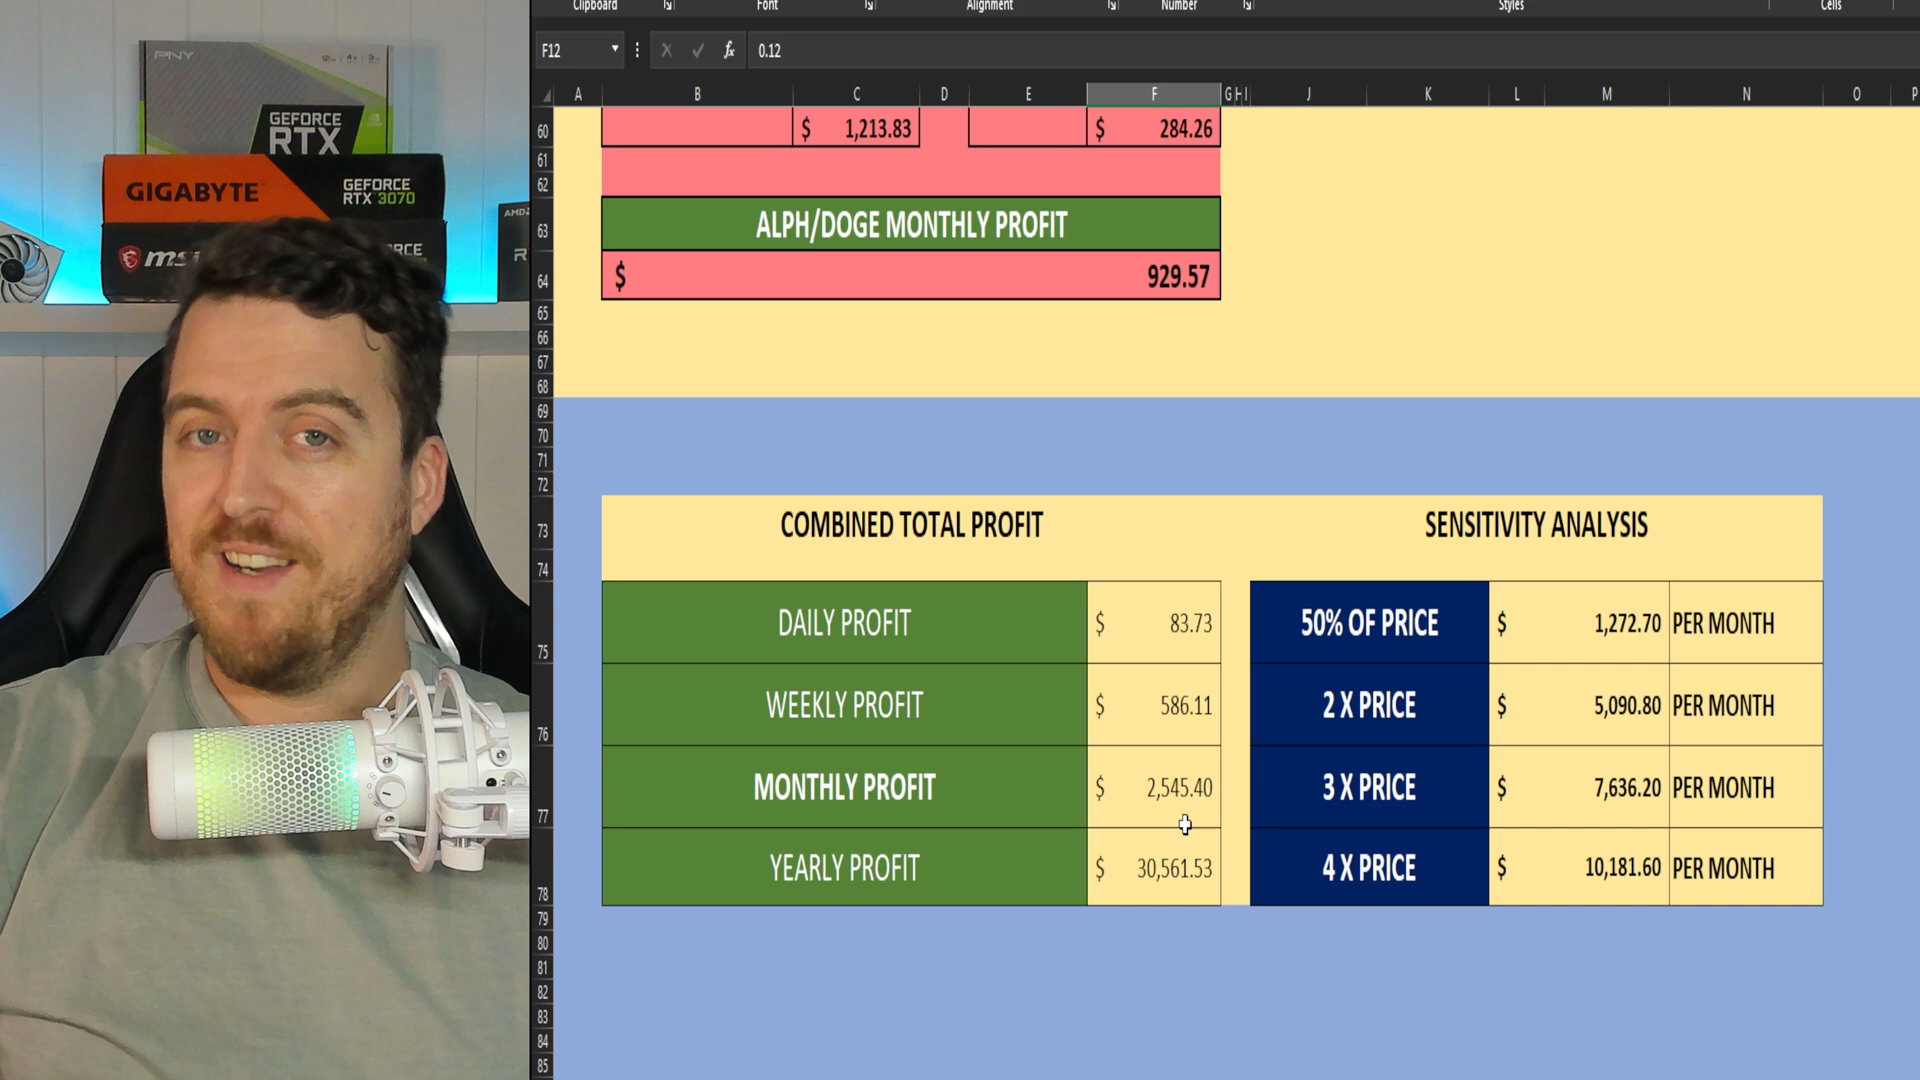 Clipboard
Font
Alignment
Number
Styles
Cells
F12
fx
0.12
A B C D E F G H I J K L M N O P
60 $ 1,213.83 $ 284.26
61
62
63 ALPH/DOGE MONTHLY PROFIT
64 $ 929.57
65
66
67
68
69
70
71
72
73 COMBINED TOTAL PROFIT SENSITIVITY ANALYSIS
74
75 DAILY PROFIT $ 83.73 50% OF PRICE $ 1,272.70 PER MONTH
76 WEEKLY PROFIT $ 586.11 2 X PRICE $ 5,090.80 PER MONTH
77 MONTHLY PROFIT $ 2,545.40 3 X PRICE $ 7,636.20 PER MONTH
78 YEARLY PROFIT $ 30,561.53 4 X PRICE $ 10,181.60 PER MONTH
79
80
81
82
83
84
85
PNY
GEFORCE
RTX
GIGABYTE
GEFORCE
RTX 3070
msi
RCE
AMD
R